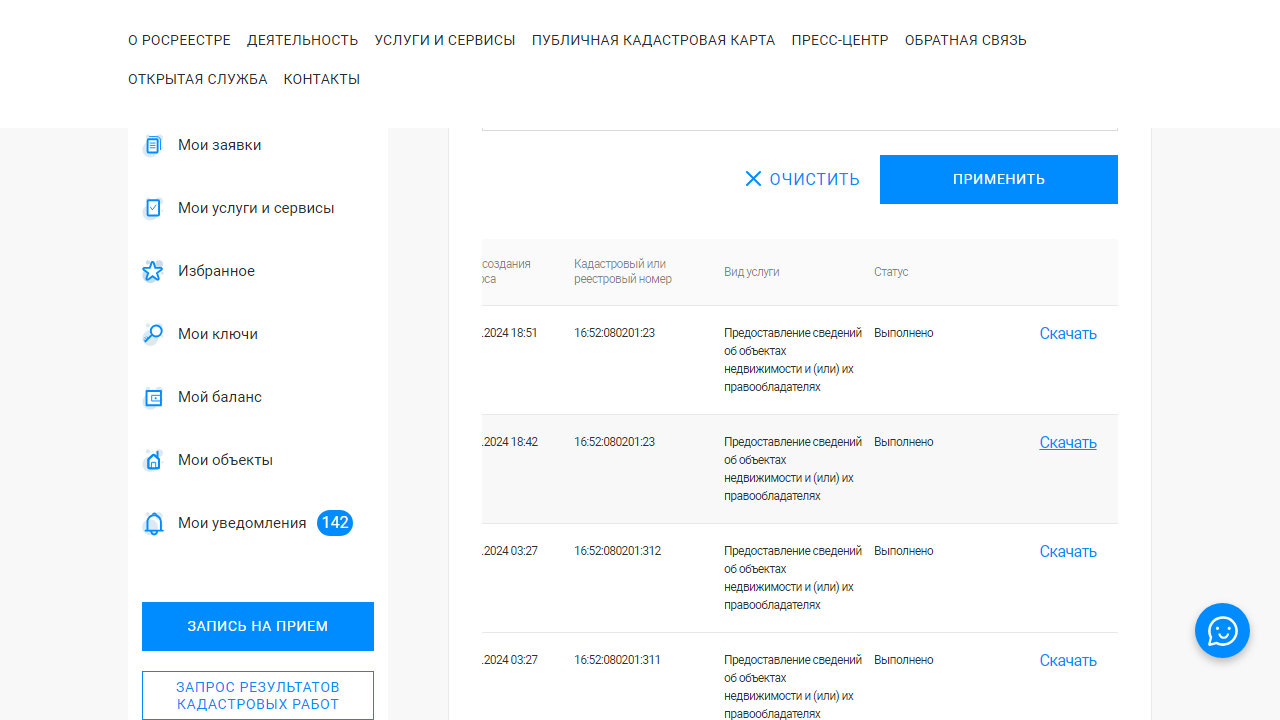 О РОСРЕЕСТРЕ ДЕЯТЕЛЬНОСТЬ УСЛУГИ И СЕРВИСЫ ПУБЛИЧНАЯ КАДАСТРОВАЯ КАРТА ПРЕСС-ЦЕНТР ОБРАТНАЯ СВЯЗЬ
ОТКРЫТАЯ СЛУЖБА КОНТАКТЫ
Мои заявки
Мои услуги и сервисы
Избранное
Мои ключи
Мой баланс
Мои объекты
Мои уведомления 142
ЗАПИСЬ НА ПРИЕМ
ЗАПРОС РЕЗУЛЬТАТОВ
КАДАСТРОВЫХ РАБОТ
ОЧИСТИТЬ ПРИМЕНИТЬ
создания Кадастровый или
реестровый номер Вид услуги Статус
.2024 18:51 16:52:080201:23 Предоставление сведений Выполнено Скачать
об объектах
недвижимости и (или) их
правообладателях
.2024 18:42 16:52:080201:23 Предоставление сведений Выполнено Скачать
об объектах
недвижимости и (или) их
правообладателях
.2024 03:27 16:52:080201:312 Предоставление сведений Выполнено Скачать
об объектах
недвижимости и (или) их
правообладателях
.2024 03:27 16:52:080201:311 Предоставление сведений Выполнено Скачать
об объектах
недвижимости и (или) их
правообладателях